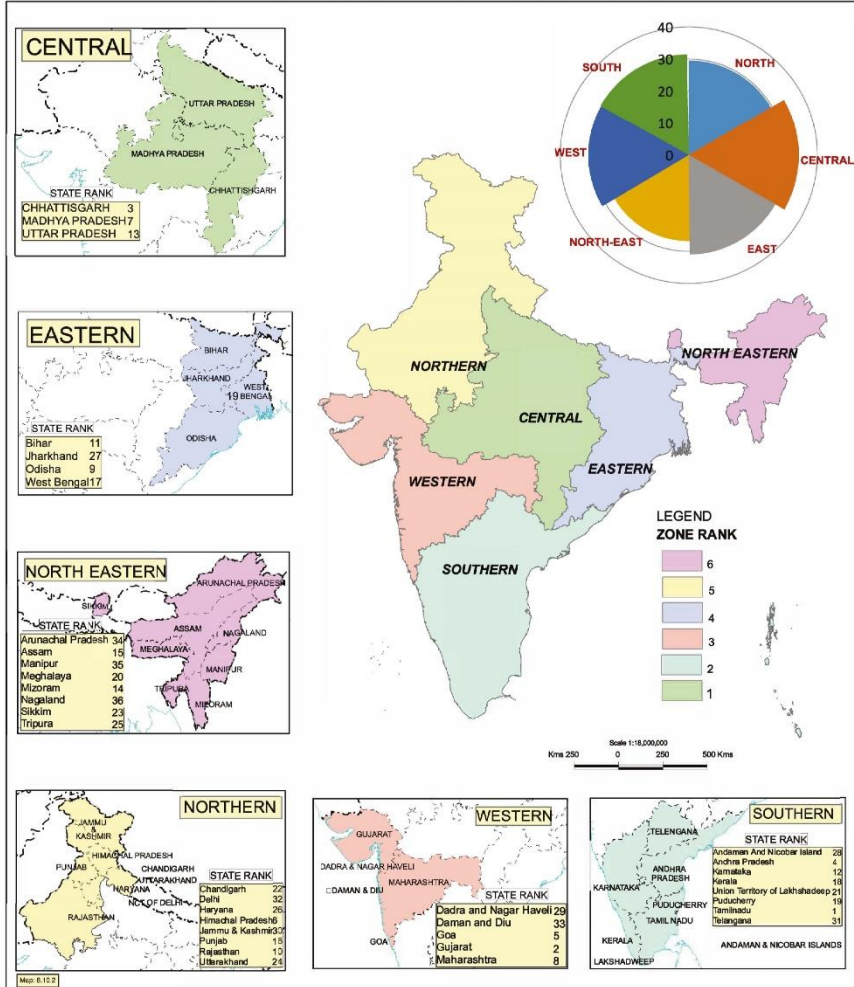 CENTRAL
UTTAR PRADESH
MADHYA PRADESH
CHHATTISHGARH
STATE RANK
CHHATTISGARH 3
MADHYA PRADESH 7
UTTAR PRADESH 13
40
30
20
10
0
SOUTH
NORTH
WEST
CENTRAL
NORTH-EAST
EAST
EASTERN
BIHAR
JHARKHAND
WEST
19 BENGAL
ODISHA
STATE RANK
Bihar 11
Jharkhand 27
Odisha 9
West Bengal 17
NORTHERN
NORTH EASTERN
CENTRAL
EASTERN
WESTERN
SOUTHERN
LEGEND
ZONE RANK
6
5
4
3
2
1
Scale 1:18,000,000
Kms 250 0 250 500 Kms
NORTH EASTERN
ARUNACHAL PRADESH
SIKKIM
ASSAM
NAGALAND
MEGHALAYA
MANIPUR
TRIPURA
MIZORAM
STATE RANK
Arunachal Pradesh 34
Assam 15
Manipur 35
Meghalaya 20
Mizoram 14
Nagaland 36
Sikkim 23
Tripura 25
NORTHERN
JAMMU
&
KASHMIR
HIMACHAL PRADESH
PUNJAB
CHANDIGARH
UTTARAKHAND
HARYANA
NCT OF DELHI
RAJASTHAN
STATE RANK
Chandigarh 22
Delhi 32
Haryana 26
Himachal Pradesh 6
Jammu & Kashmir 30
Punjab
Rajasthan 10
Uttarakhand 24
Map: 8.10.2
WESTERN
GUJARAT
DADRA & NAGAR HAVELI
DAMAN & DIU
MAHARASHTRA
GOA
STATE RANK
Dadra and Nagar Haveli 29
Daman and Diu 33
Goa 5
Gujarat 2
Maharashtra 8
SOUTHERN
TELENGANA
ANDHRA
PRADESH
KARNATAKA
PUDUCHERRY
TAMIL NADU
KERALA
LAKSHADWEEP
ANDAMAN & NICOBAR ISLANDS
STATE RANK
Andaman And Nicobar Island 28
Andhra Pradesh 4
Karnataka 12
Kerala 18
Union Territory of Lakhshadeep 21
Puducherry 19
Tamilnadu 1
Telangana 31